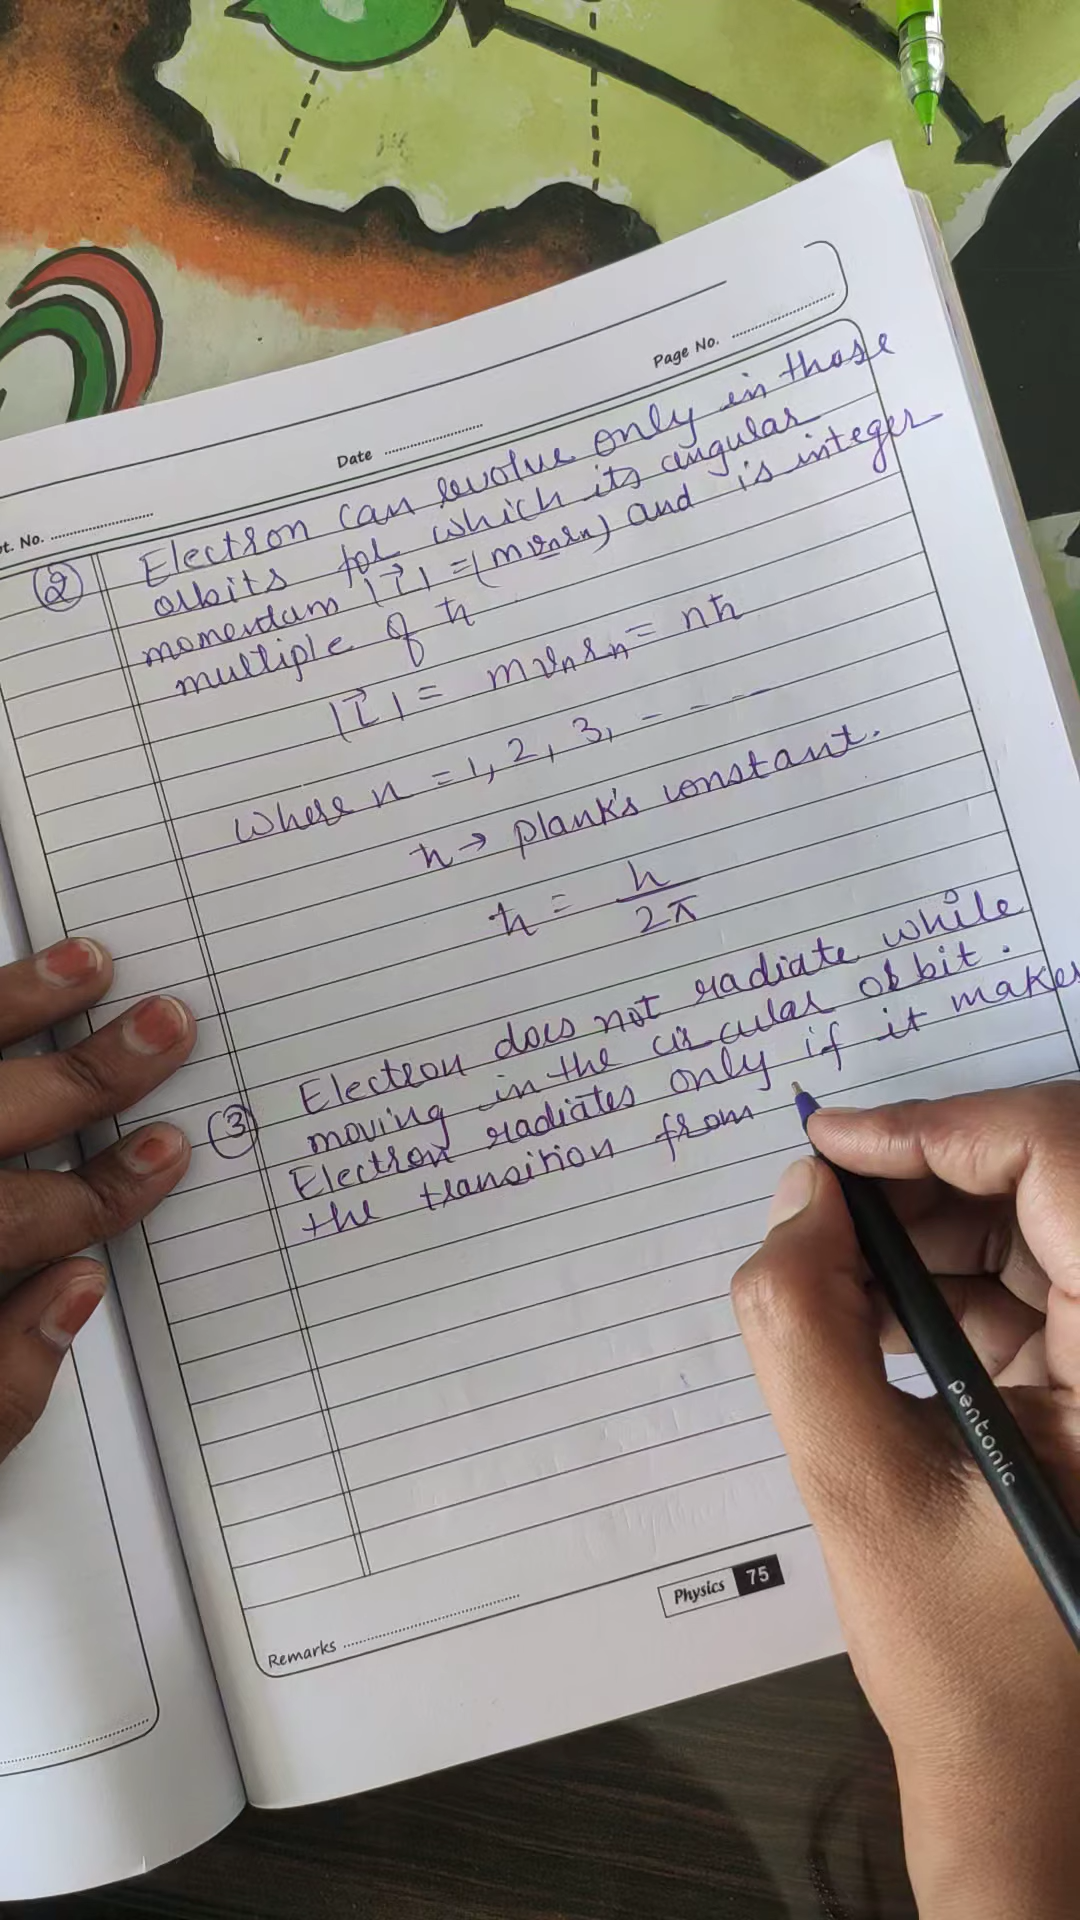 Page No.
Date
t. No.
② Electron can revolve only in those
orbits for which its angular
momentum |L⃗| = (mvₙrₙ) and is integer
multiple of ħ
|L⃗| = mvₙrₙ = nħ
where n = 1, 2, 3, - - -
ħ → plank's constant.
ħ = h/2π
③ Electron does not radiate while
moving in the circular orbit.
Electron radiates only if it makes
the transition from
pentonic
Physics 75
Remarks